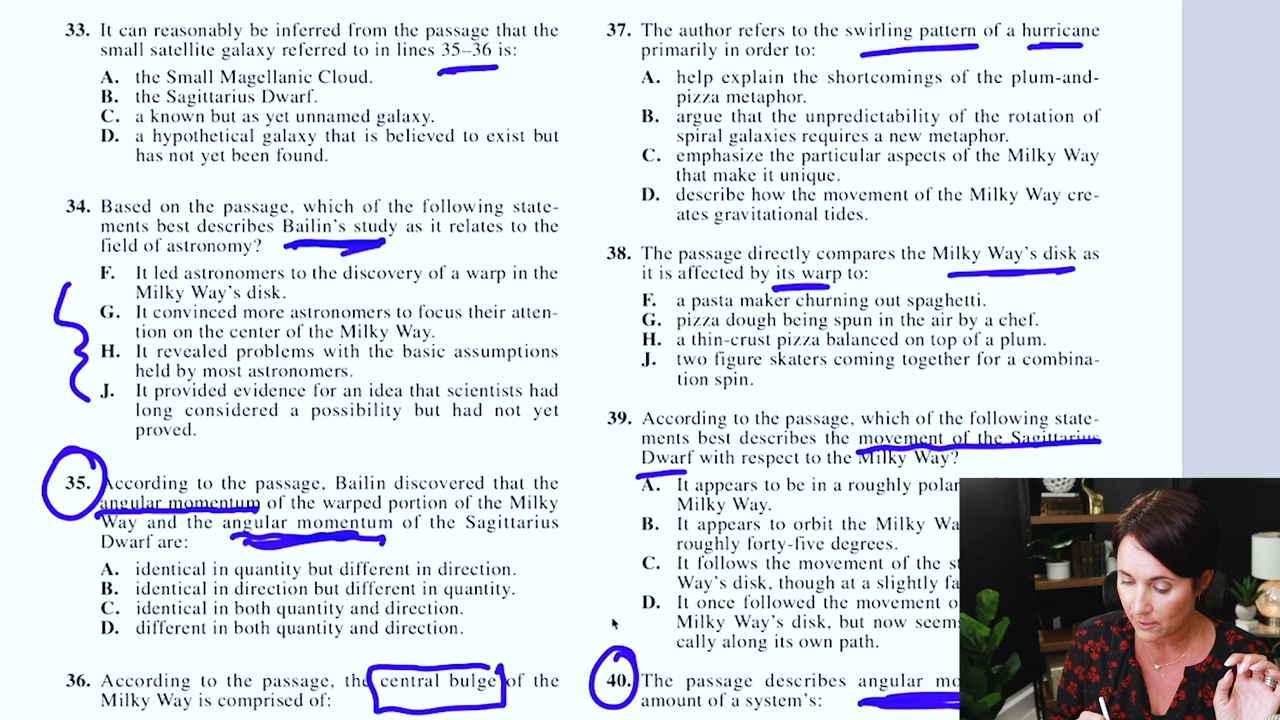 33. It can reasonably be inferred from the passage that the
small satellite galaxy referred to in lines 35–36 is:
A. the Small Magellanic Cloud.
B. the Sagittarius Dwarf.
C. a known but as yet unnamed galaxy.
D. a hypothetical galaxy that is believed to exist but
has not yet been found.
34. Based on the passage, which of the following state-
ments best describes Bailin's study as it relates to the
field of astronomy?
F. It led astronomers to the discovery of a warp in the
Milky Way's disk.
G. It convinced more astronomers to focus their atten-
tion on the center of the Milky Way.
H. It revealed problems with the basic assumptions
held by most astronomers.
J. It provided evidence for an idea that scientists had
long considered a possibility but had not yet
proved.
35. According to the passage, Bailin discovered that the
angular momentum of the warped portion of the Milky
Way and the angular momentum of the Sagittarius
Dwarf are:
A. identical in quantity but different in direction.
B. identical in direction but different in quantity.
C. identical in both quantity and direction.
D. different in both quantity and direction.
36. According to the passage, the central bulge of the
Milky Way is comprised of:
37. The author refers to the swirling pattern of a hurricane
primarily in order to:
A. help explain the shortcomings of the plum-and-
pizza metaphor.
B. argue that the unpredictability of the rotation of
spiral galaxies requires a new metaphor.
C. emphasize the particular aspects of the Milky Way
that make it unique.
D. describe how the movement of the Milky Way cre-
ates gravitational tides.
38. The passage directly compares the Milky Way's disk as
it is affected by its warp to:
F. a pasta maker churning out spaghetti.
G. pizza dough being spun in the air by a chef.
H. a thin-crust pizza balanced on top of a plum.
J. two figure skaters coming together for a combina-
tion spin.
39. According to the passage, which of the following state-
ments best describes the movement of the Sagittarius
Dwarf with respect to the Milky Way?
A. It appears to be in a roughly polar
Milky Way.
B. It appears to orbit the Milky Wa
roughly forty-five degrees.
C. It follows the movement of the s
Way's disk, though at a slightly fa
D. It once followed the movement o
Milky Way's disk, but now seems
cally along its own path.
40. The passage describes angular mo
amount of a system's: